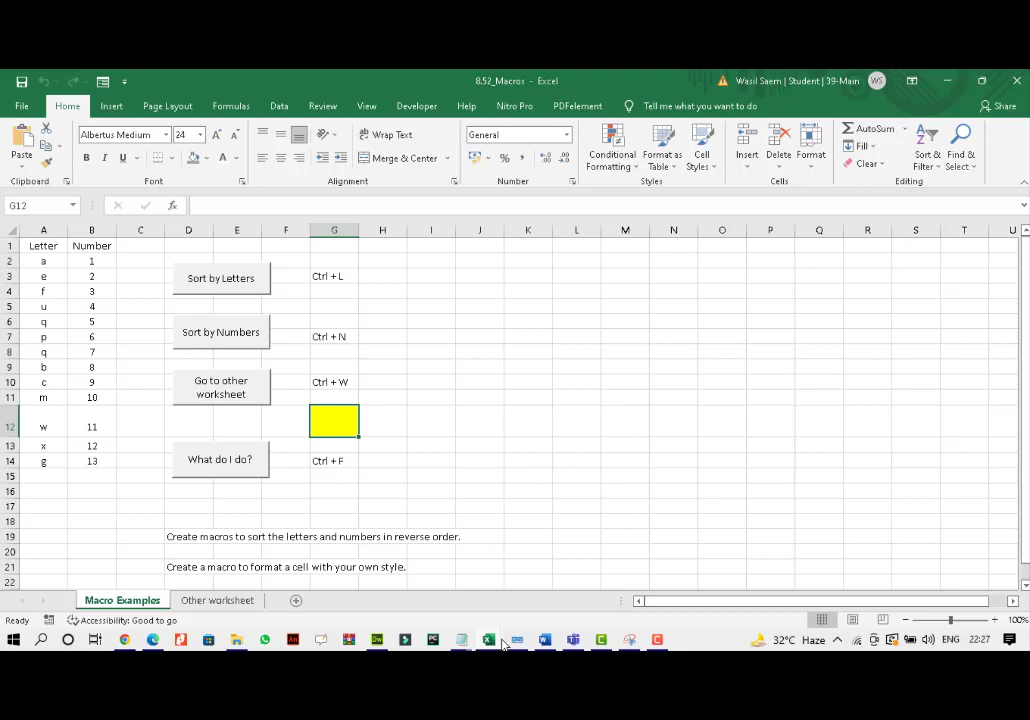 8.52_Macros - Excel
Wasil Saem | Student | 39-Main
WS
File Home Insert Page Layout Formulas Data Review View Developer Help Nitro Pro PDFelement Tell me what you want to do Share
Paste
Albertus Medium 24
B I U
Wrap Text
Merge & Center
General
% ,
Conditional Formatting
Format as Table
Cell Styles
Insert Delete Format
AutoSum
Fill
Clear
Sort & Filter
Find & Select
Clipboard Font Alignment Number Styles Cells Editing
G12 fx
A B C D E F G H I J K L M N O P Q R S T U
1 Letter Number
2 a 1
3 e 2 Sort by Letters Ctrl + L
4 f 3
5 u 4
6 q 5
7 p 6 Sort by Numbers Ctrl + N
8 q 7
9 b 8
10 c 9 Go to other worksheet Ctrl + W
11 m 10
12 w 11
13 x 12
14 g 13 What do I do? Ctrl + F
15
16
17
18
19 Create macros to sort the letters and numbers in reverse order.
20
21 Create a macro to format a cell with your own style.
22
Macro Examples Other worksheet
Ready Accessibility: Good to go 100%
32°C Haze 22:27